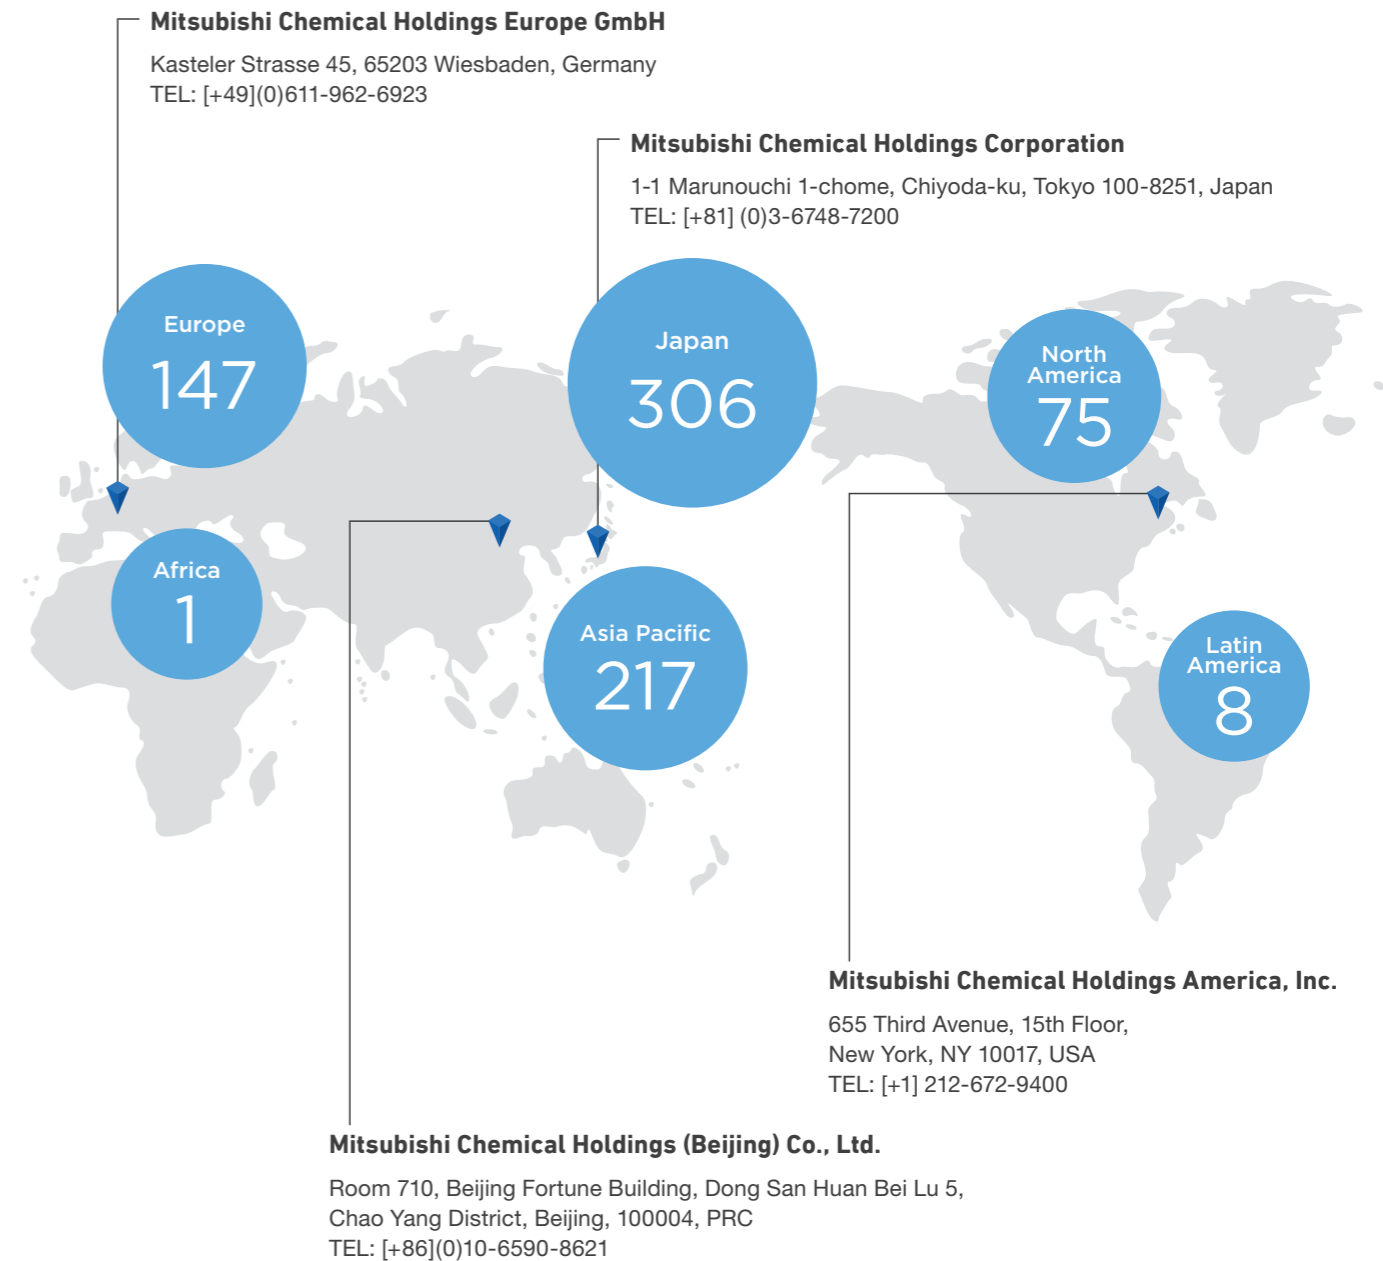 Mitsubishi Chemical Holdings Europe GmbH
Kasteler Strasse 45, 65203 Wiesbaden, Germany
TEL: [+49](0)611-962-6923
Mitsubishi Chemical Holdings Corporation
1-1 Marunouchi 1-chome, Chiyoda-ku, Tokyo 100-8251, Japan
TEL: [+81] (0)3-6748-7200
Europe
147
Japan
306
North
America
75
Africa
1
Asia Pacific
217
Latin
America
8
Mitsubishi Chemical Holdings America, Inc.
655 Third Avenue, 15th Floor,
New York, NY 10017, USA
TEL: [+1] 212-672-9400
Mitsubishi Chemical Holdings (Beijing) Co., Ltd.
Room 710, Beijing Fortune Building, Dong San Huan Bei Lu 5,
Chao Yang District, Beijing, 100004, PRC
TEL: [+86](0)10-6590-8621